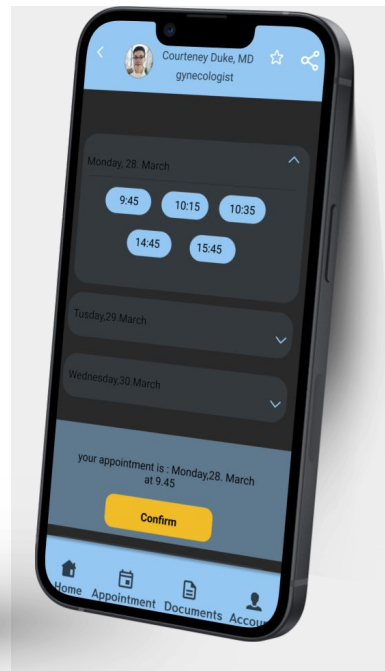 Courteney Duke, MD
gynecologist
Monday, 28. March
9:45 10:15 10:35
14:45 15:45
Tusday,29 March
Wednesday,30 March
your appointment is : Monday,28. March
at 9.45
Confirm
Home Appointment Documents Accou